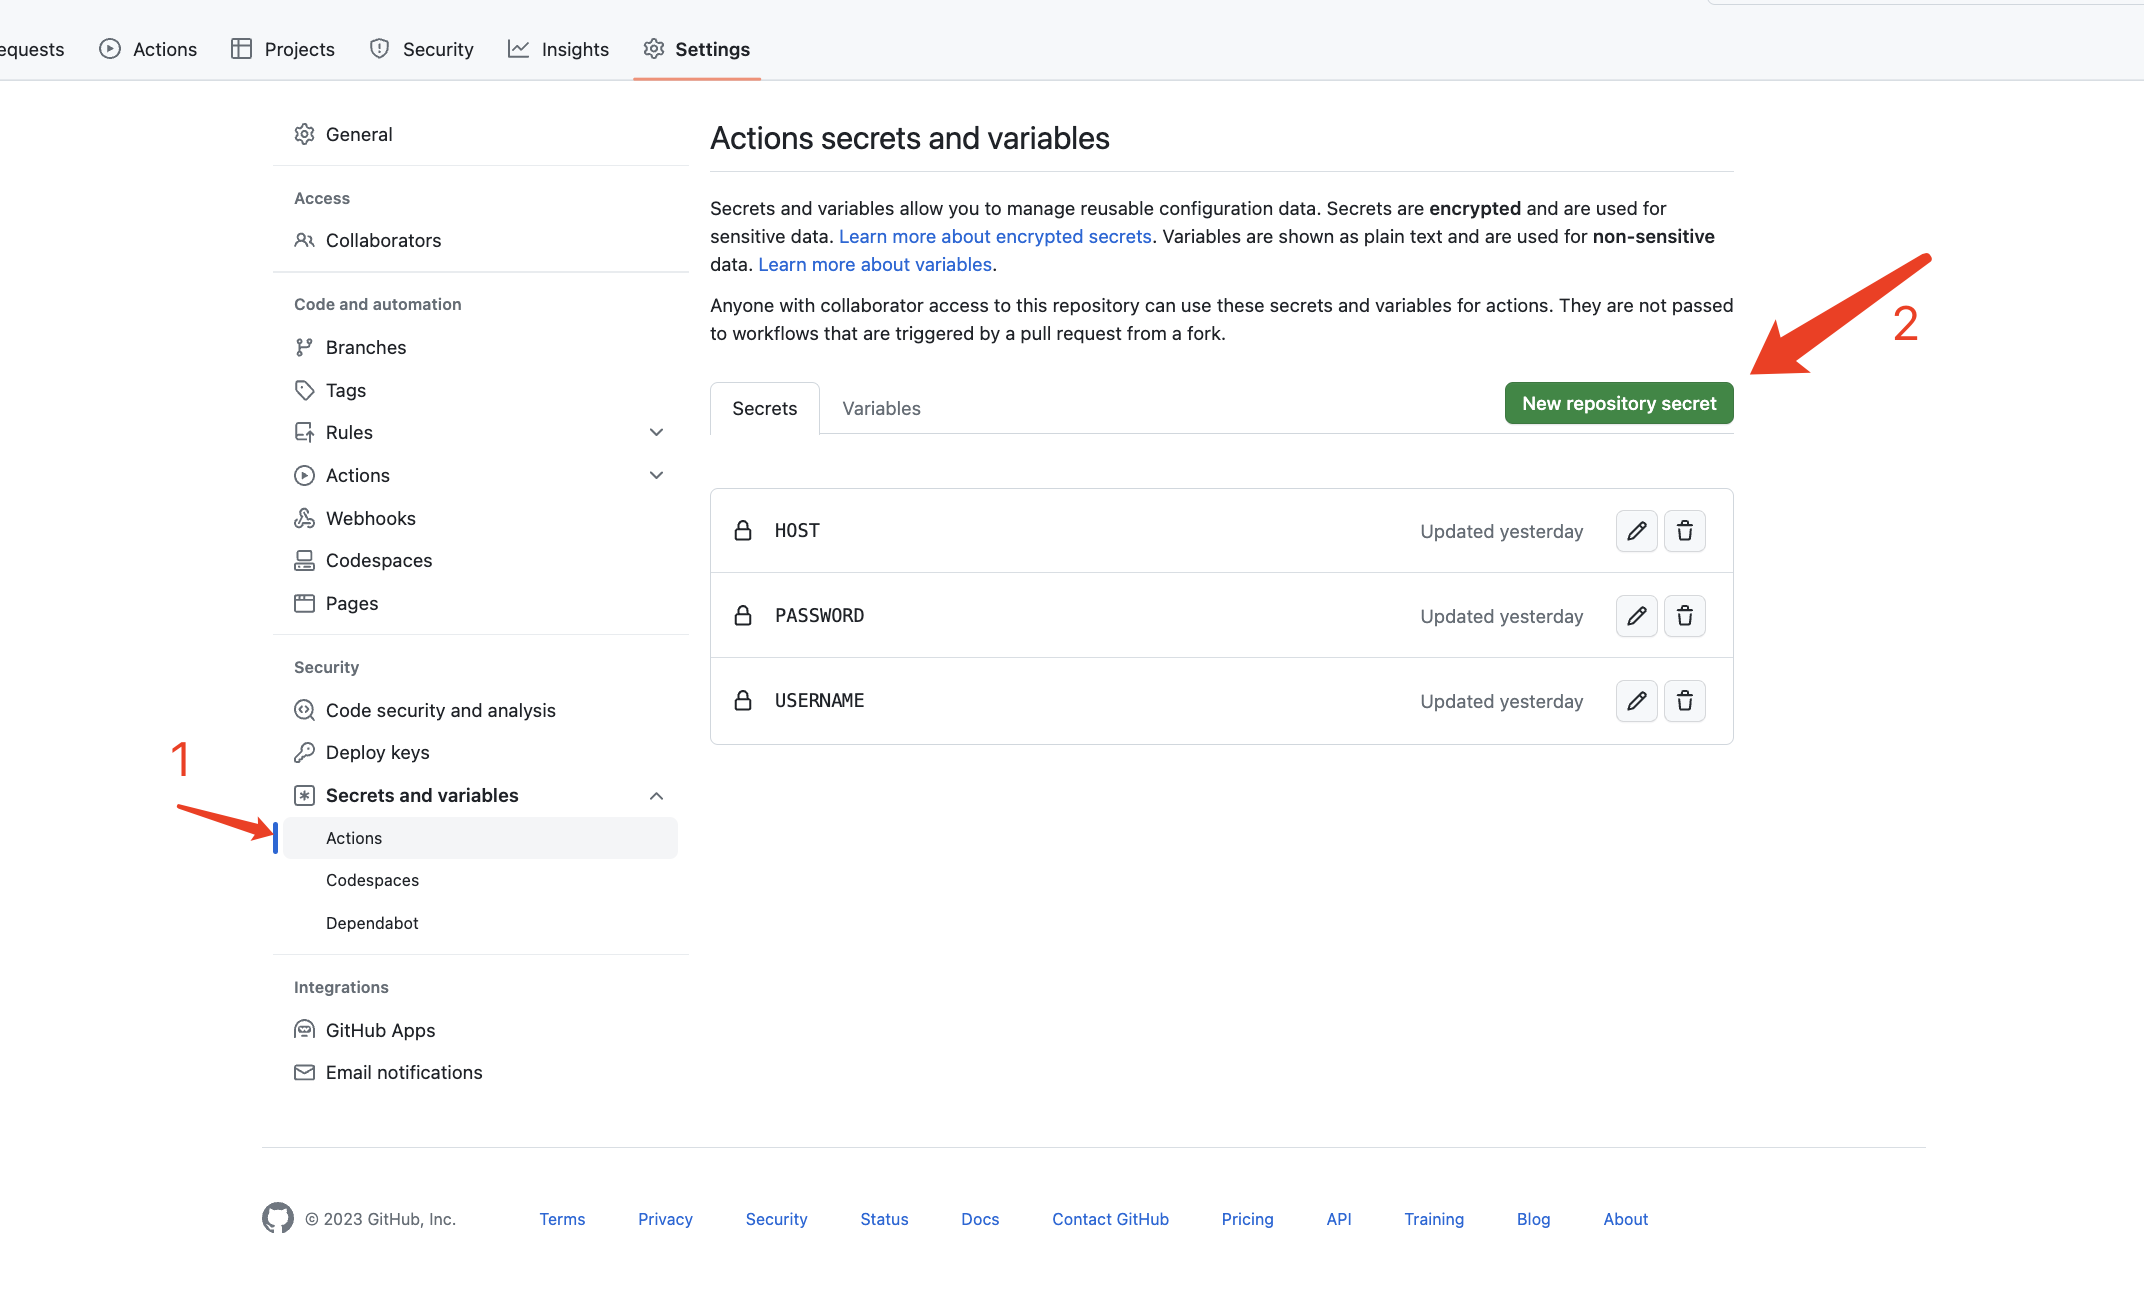 equests Actions Projects Security Insights Settings
General
Access
Collaborators
Code and automation
Branches
Tags
Rules
Actions
Webhooks
Codespaces
Pages
Security
Code security and analysis
Deploy keys
1
Secrets and variables
Actions
Codespaces
Dependabot
Integrations
GitHub Apps
Email notifications
Actions secrets and variables
Secrets and variables allow you to manage reusable configuration data. Secrets are encrypted and are used for
sensitive data. Learn more about encrypted secrets. Variables are shown as plain text and are used for non-sensitive
data. Learn more about variables.
Anyone with collaborator access to this repository can use these secrets and variables for actions. They are not passed
to workflows that are triggered by a pull request from a fork.
2
Secrets Variables New repository secret
HOST Updated yesterday
PASSWORD Updated yesterday
USERNAME Updated yesterday
© 2023 GitHub, Inc. Terms Privacy Security Status Docs Contact GitHub Pricing API Training Blog About